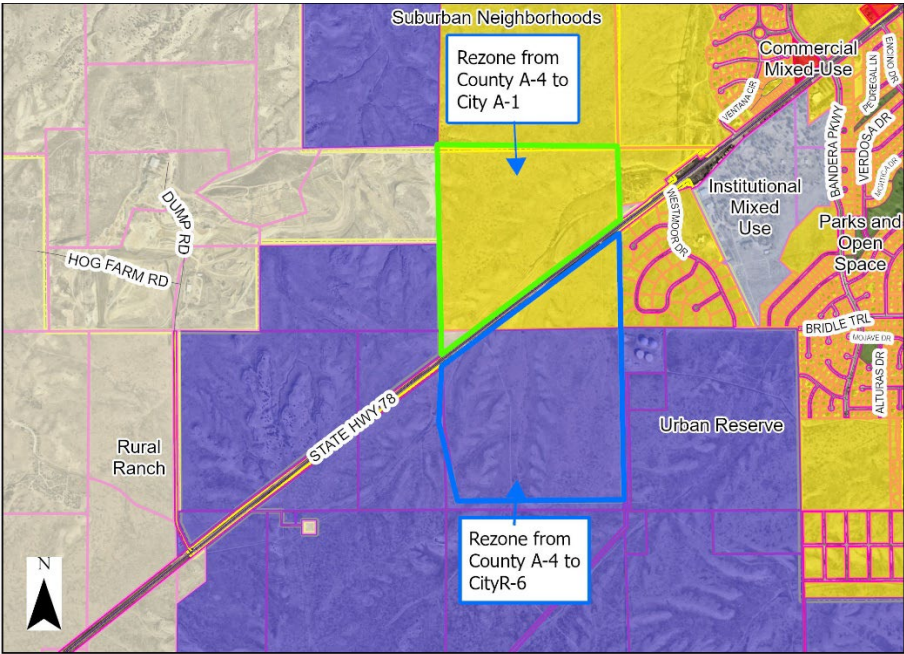 Suburban Neighborhoods
Rezone from
County A-4 to
City A-1
Commercial
Mixed-Use
VENTANA CIR
BANDERA PKWY
PEDREGAL LN
ENCINO DR
VERDOSA DR
Institutional
Mixed
Use
WESTMOOR DR
Parks and
Open
Space
DUMP RD
HOG FARM RD
BRIDLE TRL
MOJAVE DR
ALTURAS DR
STATE HWY 78
Rural
Ranch
Urban Reserve
Rezone from
County A-4 to
CityR-6
N